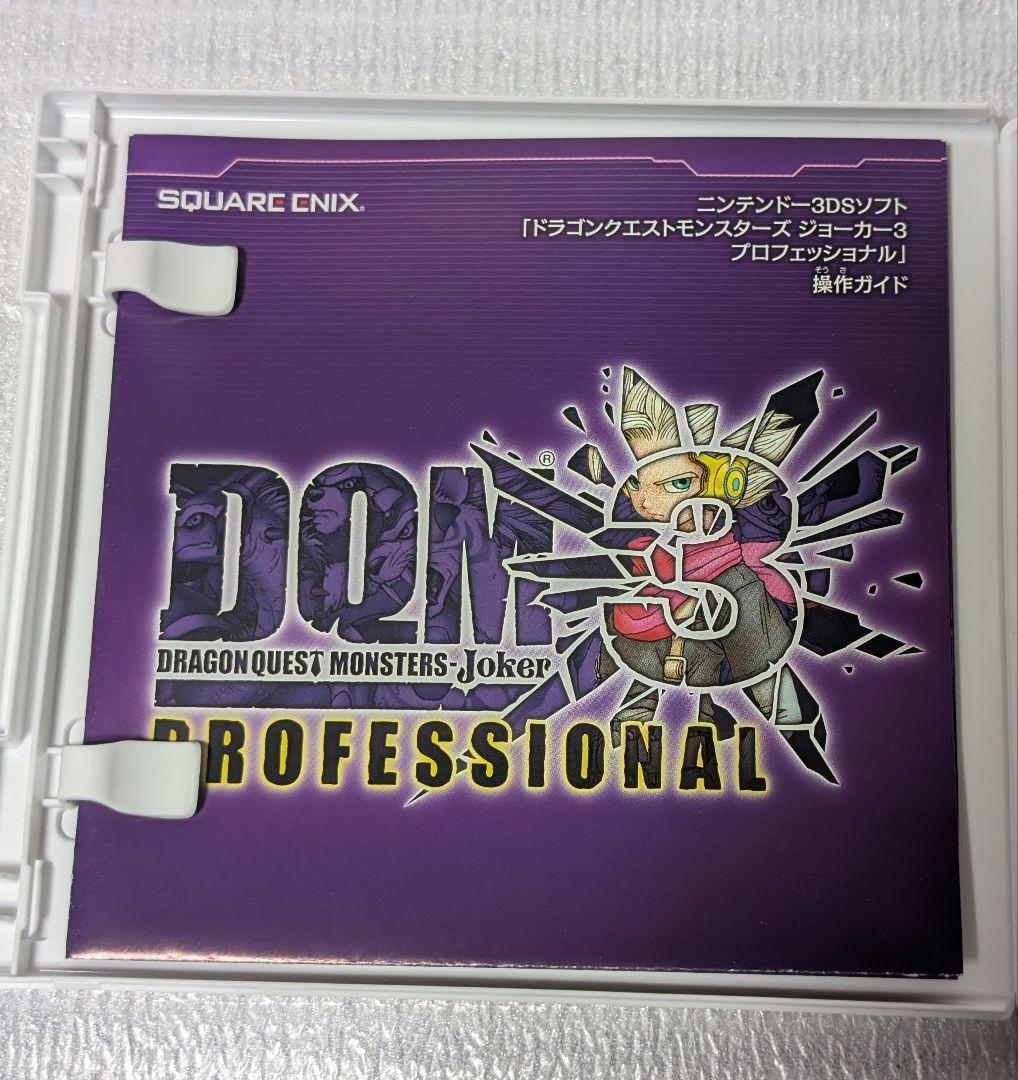 SQUARE ENIX®
ニンテンドー3DSソフト
「ドラゴンクエストモンスターズ ジョーカー3
プロフェッショナル」
そうさ
操作ガイド
DQM®3
DRAGON QUEST MONSTERS-Joker
PROFESSIONAL